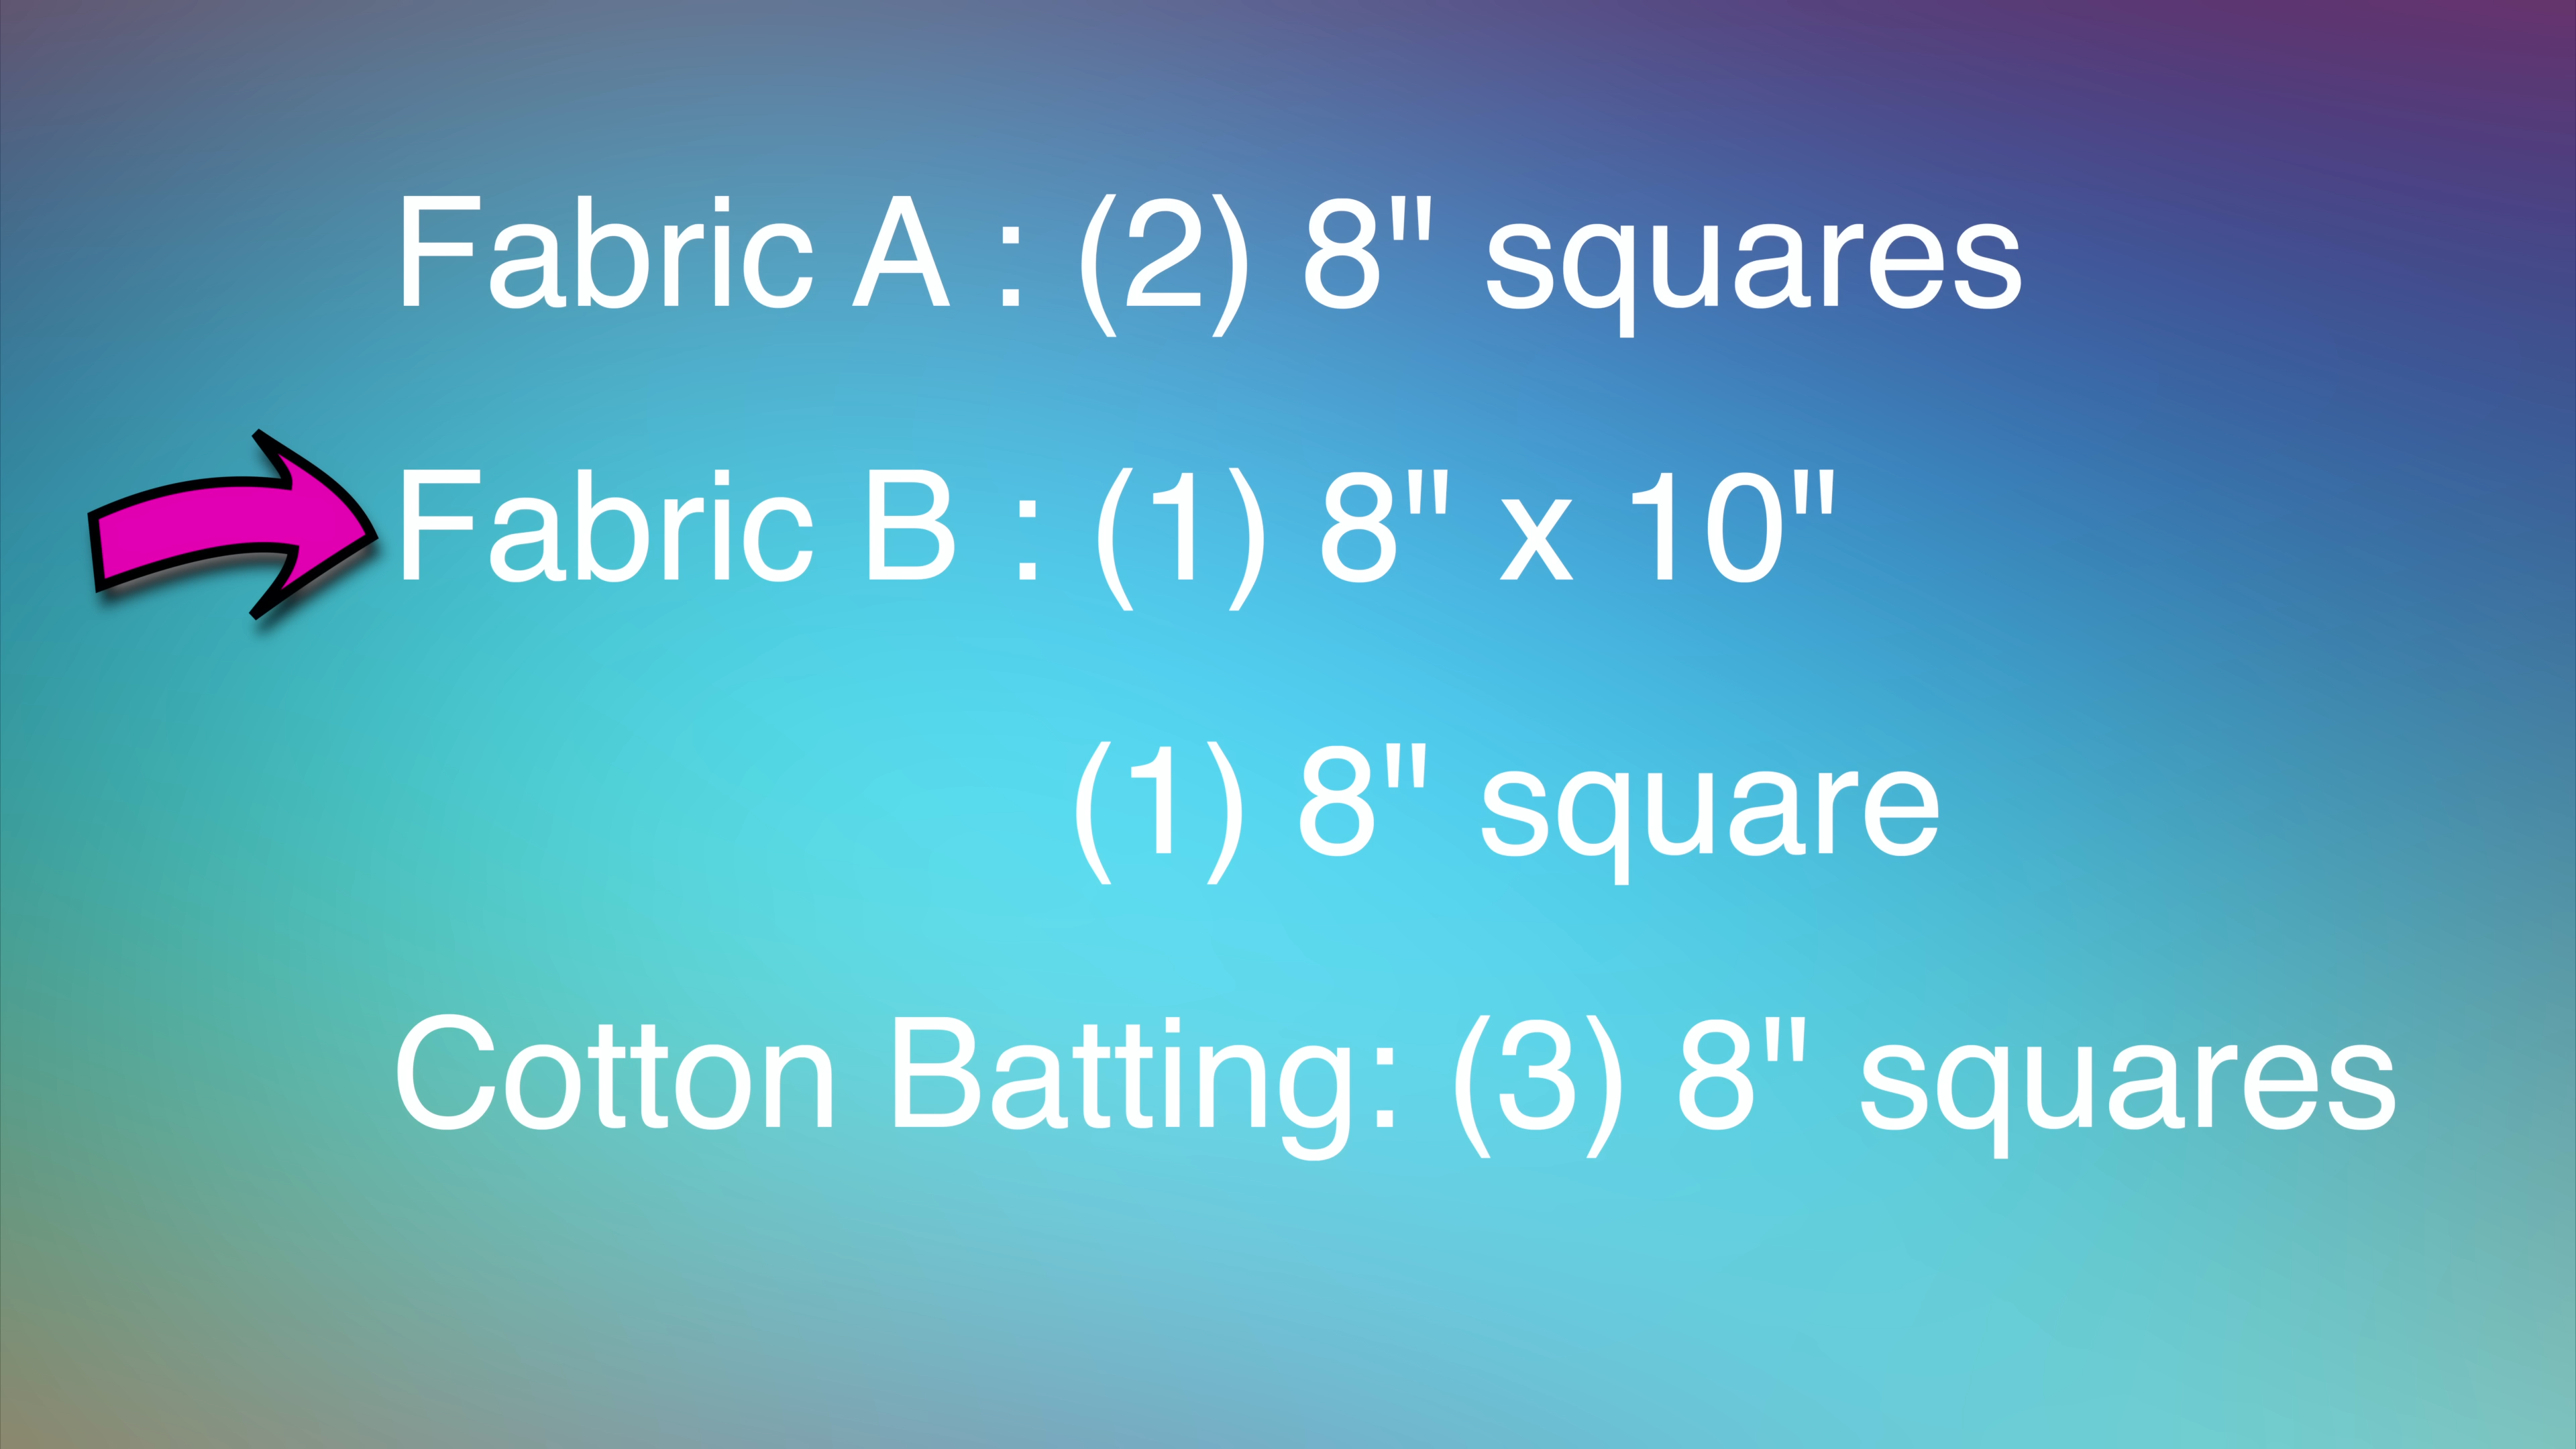 Fabric A : (2) 8" squares
Fabric B : (1) 8" x 10"
(1) 8" square
Cotton Batting: (3) 8" squares